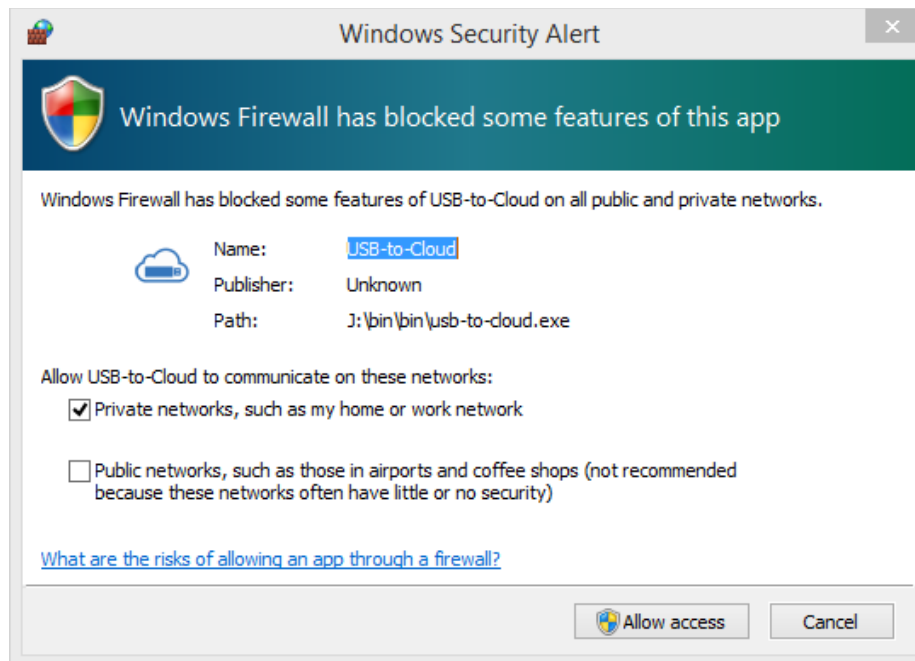 Windows Security Alert
Windows Firewall has blocked some features of this app
Windows Firewall has blocked some features of USB-to-Cloud on all public and private networks.
Name: USB-to-Cloud
Publisher: Unknown
Path: J:\bin\bin\usb-to-cloud.exe
Allow USB-to-Cloud to communicate on these networks:
Private networks, such as my home or work network
Public networks, such as those in airports and coffee shops (not recommended
because these networks often have little or no security)
What are the risks of allowing an app through a firewall?
Allow access Cancel